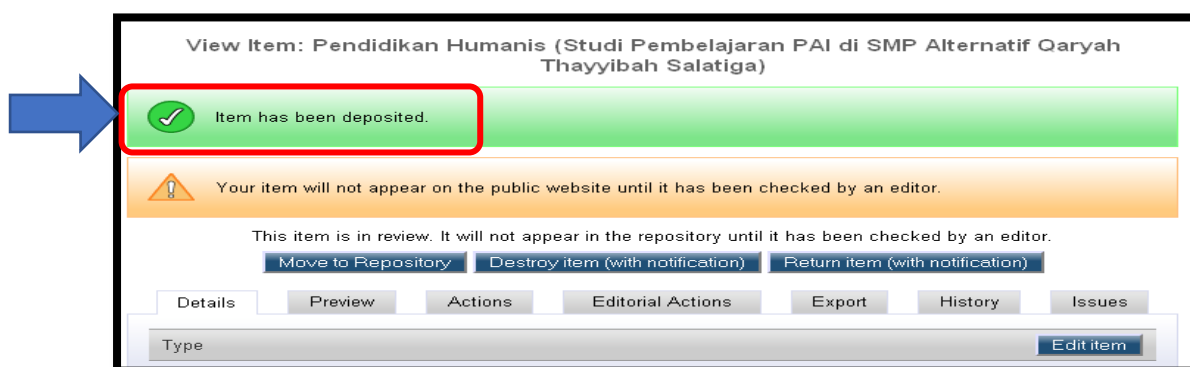 View Item: Pendidikan Humanis (Studi Pembelajaran PAI di SMP Alternatif Qaryah
Thayyibah Salatiga)
Item has been deposited.
Your item will not appear on the public website until it has been checked by an editor.
This item is in review. It will not appear in the repository until it has been checked by an editor.
Move to Repository Destroy item (with notification) Return item (with notification)
Details Preview Actions Editorial Actions Export History Issues
Type Edit item